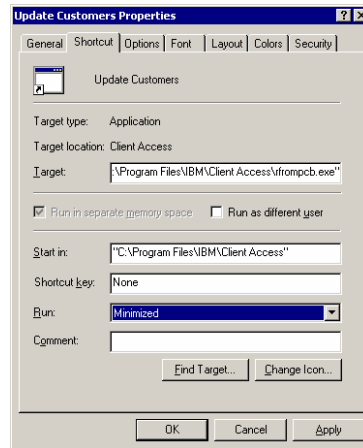 Update Customers Properties
General Shortcut Options Font Layout Colors Security
Update Customers
Target type: Application
Target location: Client Access
Target: :\Program Files\IBM\Client Access\rfrompcb.exe"
Run in separate memory space Run as different user
Start in: "C:\Program Files\IBM\Client Access"
Shortcut key: None
Run: Minimized
Comment:
Find Target... Change Icon...
OK Cancel Apply